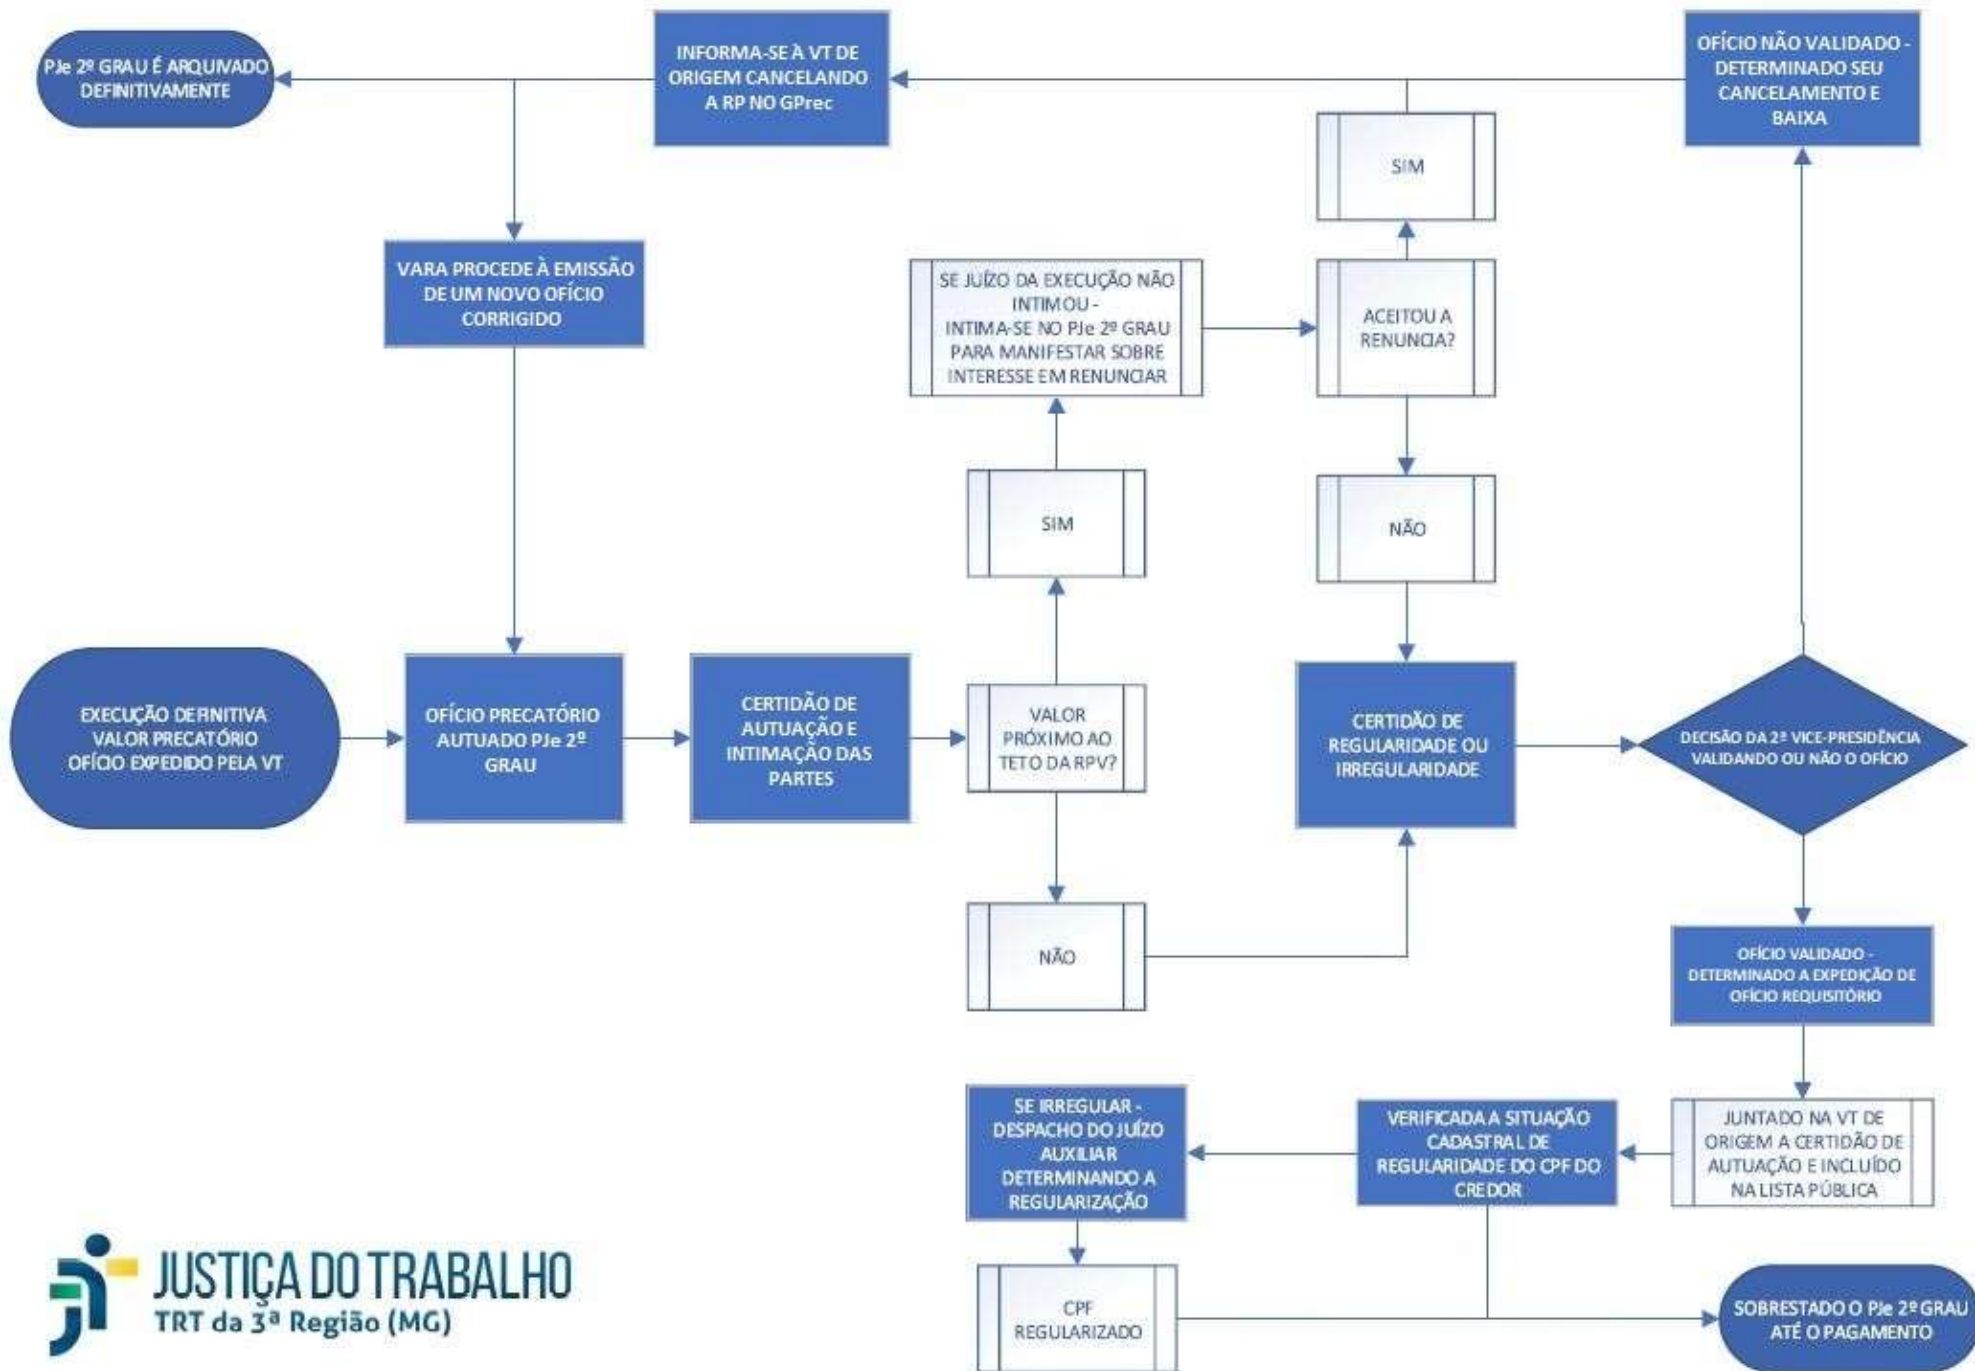 PJe 2º GRAU É ARQUIVADO
DEFINITIVAMENTE
INFORMA-SE À VT DE
ORIGEM CANCELANDO
A RP NO GPrec
OFÍCIO NÃO VALIDADO -
DETERMINADO SEU
CANCELAMENTO E
BAIXA
SIM
VARA PROCEDE À EMISSÃO
DE UM NOVO OFÍCIO
CORRIGIDO
SE JUÍZO DA EXECUÇÃO NÃO
INTIMOU -
INTIMA-SE NO PJe 2º GRAU
PARA MANIFESTAR SOBRE
INTERESSE EM RENUNCIAR
ACEITOU A
RENUNCIA?
SIM
NÃO
EXECUÇÃO DEFINITIVA
VALOR PRECATÓRIO
OFÍCIO EXPEDIDO PELA VT
OFÍCIO PRECATÓRIO
AUTUADO PJe 2º
GRAU
CERTIDÃO DE
AUTUAÇÃO E
INTIMAÇÃO DAS
PARTES
VALOR
PRÓXIMO AO
TETO DA RPV?
CERTIDÃO DE
REGULARIDADE OU
IRREGULARIDADE
DECISÃO DA 2ª VICE-PRESIDÊNCIA
VALIDANDO OU NÃO O OFÍCIO
NÃO
OFÍCIO VALIDADO -
DETERMINADO A EXPEDIÇÃO DE
OFÍCIO REQUISITÓRIO
SE IRREGULAR -
DESPACHO DO JUÍZO
AUXILIAR
DETERMINANDO A
REGULARIZAÇÃO
VERIFICADA A SITUAÇÃO
CADASTRAL DE
REGULARIDADE DO CPF DO
CREDOR
JUNTADO NA VT DE
ORIGEM A CERTIDÃO DE
AUTUAÇÃO E INCLUÍDO
NA LISTA PÚBLICA
CPF
REGULARIZADO
SOBRESTADO O PJe 2º GRAU
ATÉ O PAGAMENTO
JUSTIÇA DO TRABALHO
TRT da 3ª Região (MG)